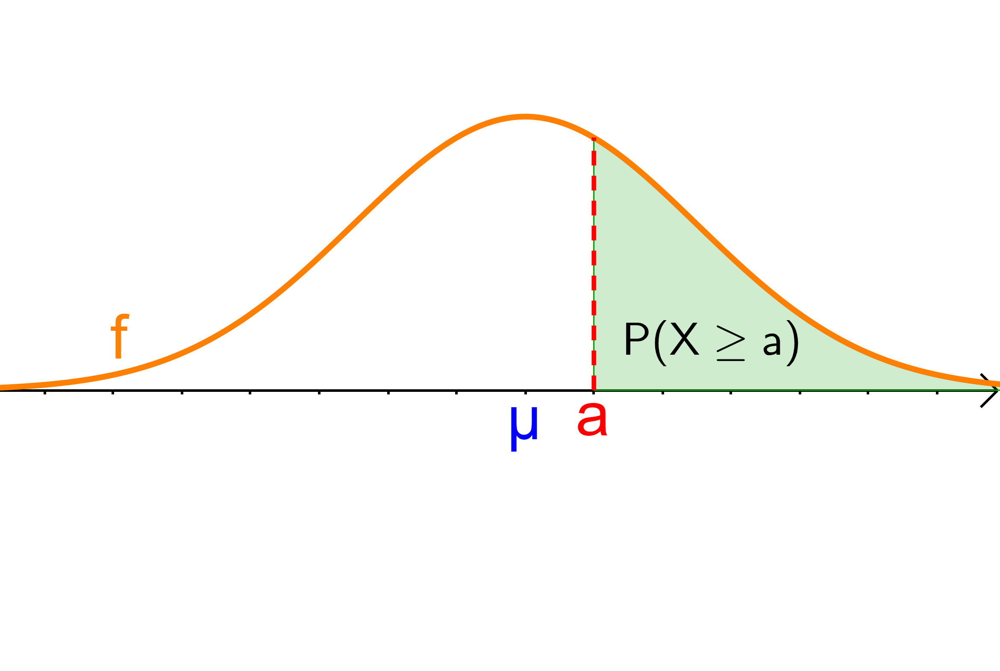 f
P(X ≥ a)
μ a